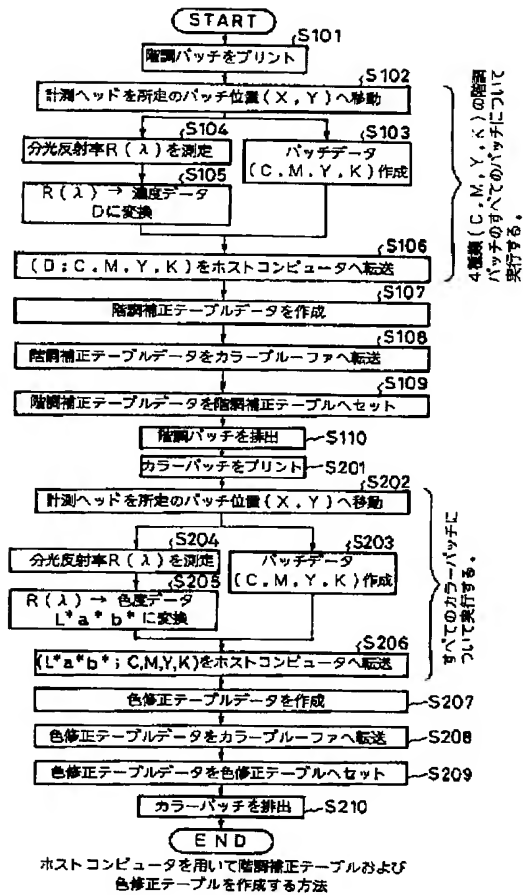 START
S101
階調パッチをプリント
S102
計測ヘッドを所定のパッチ位置(X,Y)へ移動
S104
分光反射率R(λ)を測定
S103
パッチデータ
(C,M,Y,K)作成
S105
R(λ)→濃度データ
Dに変換
S106
(D;C,M,Y,K)をホストコンピュータへ転送
4種類(C,M,Y,K)の階調
パッチのすべてのパッチについて
実行する。
S107
階調補正テーブルデータを作成
S108
階調補正テーブルデータをカラープルーファへ転送
S109
階調補正テーブルデータを階調補正テーブルへセット
階調パッチを排出 S110
カラーパッチをプリント S201
S202
計測ヘッドを所定のパッチ位置(X,Y)へ移動
S204
分光反射率R(λ)を測定
S203
パッチデータ
(C,M,Y,K)作成
S205
R(λ)→色度データ
L*a*b*に変換
S206
(L*a*b*;C,M,Y,K)をホストコンピュータへ転送
すべてのカラーパッチに
ついて実行する。
色修正テーブルデータを作成 S207
色修正テーブルデータをカラープルーファへ転送 S208
色修正テーブルデータを色修正テーブルへセット S209
カラーパッチを排出 S210
END
ホストコンピュータを用いて階調補正テーブルおよび
色修正テーブルを作成する方法